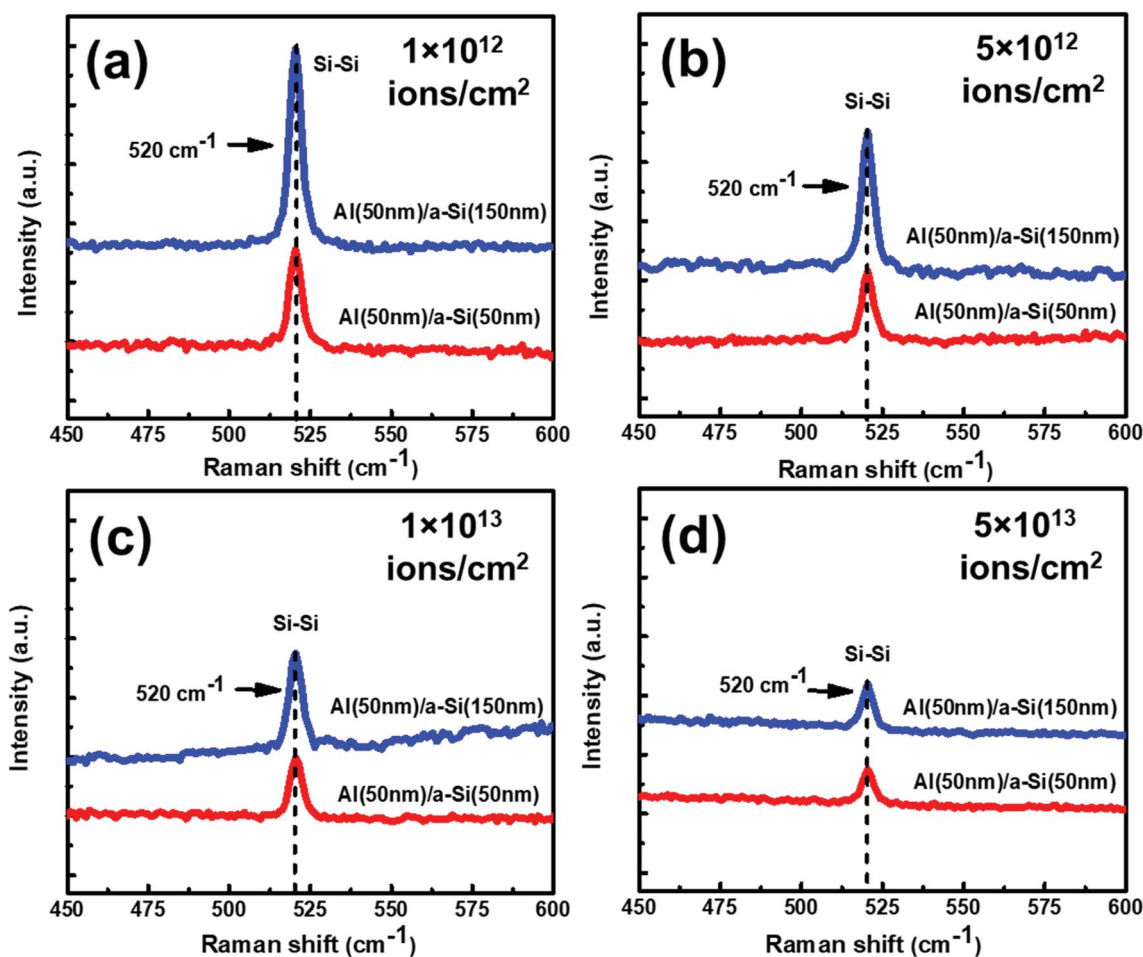 (a)
1×10¹²
ions/cm²
Si-Si
520 cm⁻¹
Al(50nm)/a-Si(150nm)
Al(50nm)/a-Si(50nm)
Intensity (a.u.)
450 475 500 525 550 575 600
Raman shift (cm⁻¹)
(b)
5×10¹²
ions/cm²
Si-Si
520 cm⁻¹
Al(50nm)/a-Si(150nm)
Al(50nm)/a-Si(50nm)
Intensity (a.u.)
450 475 500 525 550 575 600
Raman shift (cm⁻¹)
(c)
1×10¹³
ions/cm²
Si-Si
520 cm⁻¹
Al(50nm)/a-Si(150nm)
Al(50nm)/a-Si(50nm)
Intensity (a.u.)
450 475 500 525 550 575 600
Raman shift (cm⁻¹)
(d)
5×10¹³
ions/cm²
Si-Si
520 cm⁻¹
Al(50nm)/a-Si(150nm)
Al(50nm)/a-Si(50nm)
Intensity (a.u.)
450 475 500 525 550 575 600
Raman shift (cm⁻¹)